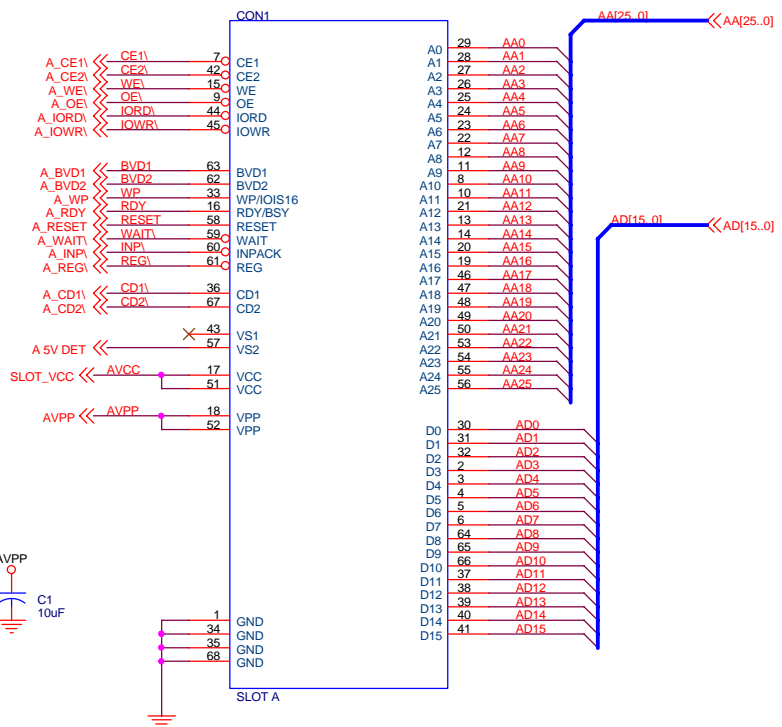 CON1
AA[25..0]
AA[25..0]
A_CE1\ CE1\ 7 CE1
A_CE2\ CE2\ 42 CE2
A_WE\ WE\ 15 WE
A_OE\ OE\ 9 OE
A_IORD\ IORD\ 44 IORD
A_IOWR\ IOWR\ 45 IOWR
A_BVD1 BVD1 63 BVD1
A_BVD2 BVD2 62 BVD2
A_WP WP 33 WP/IOIS16
A_RDY RDY 16 RDY/BSY
A_RESET RESET 58 RESET
A_WAIT\ WAIT\ 59 WAIT
A_INP\ INP\ 60 INPACK
A_REG\ REG\ 61 REG
A_CD1\ CD1\ 36 CD1
A_CD2\ CD2\ 67 CD2
43 VS1
A 5V DET 57 VS2
SLOT_VCC AVCC 17 VCC
51 VCC
AVPP AVPP 18 VPP
52 VPP
A0 29 AA0
A1 28 AA1
A2 27 AA2
A3 26 AA3
A4 25 AA4
A5 24 AA5
A6 23 AA6
A7 22 AA7
A8 12 AA8
A9 11 AA9
A10 8 AA10
A11 10 AA11
A12 21 AA12
A13 13 AA13
A14 14 AA14
A15 20 AA15
A16 19 AA16
A17 46 AA17
A18 47 AA18
A19 48 AA19
A20 49 AA20
A21 50 AA21
A22 53 AA22
A23 54 AA23
A24 55 AA24
A25 56 AA25
AD[15..0]
AD[15..0]
D0 30 AD0
D1 31 AD1
D2 32 AD2
D3 2 AD3
D4 3 AD4
D5 4 AD5
D6 5 AD6
D7 6 AD7
D8 64 AD8
D9 65 AD9
D10 66 AD10
D11 37 AD11
D12 38 AD12
D13 39 AD13
D14 40 AD14
D15 41 AD15
AVPP
C1
10uF
1 GND
34 GND
35 GND
68 GND
SLOT A